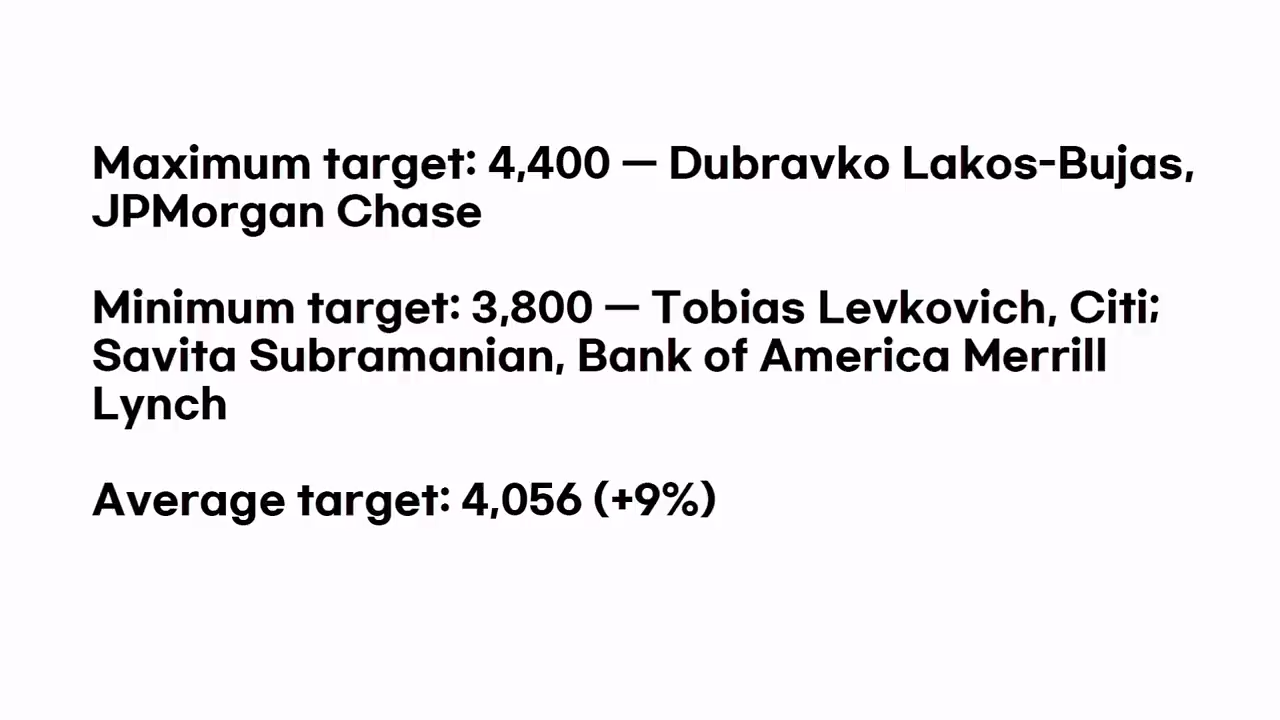 Maximum target: 4,400 — Dubravko Lakos-Bujas,
JPMorgan Chase
Minimum target: 3,800 — Tobias Levkovich, Citi;
Savita Subramanian, Bank of America Merrill
Lynch
Average target: 4,056 (+9%)